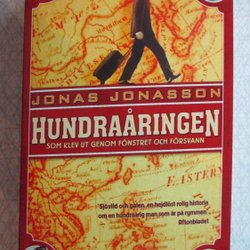 JONAS JONASSON
HUNDRAÅRINGEN
SOM KLEV UT GENOM FÖNSTRET OCH FÖRSVANN
EASTERN
Sjövild och galen, en hejdlöst rolig historia
om en hundraårig man som är på rymmen.
Aftonbladet